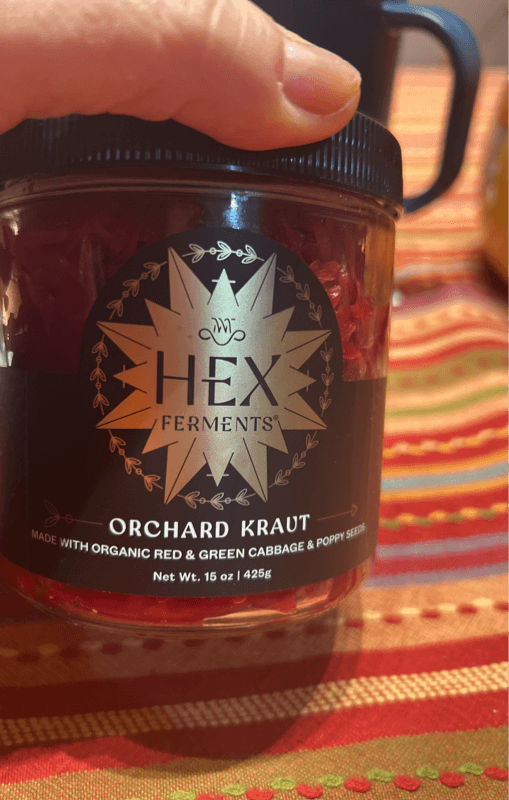 HEX
FERMENTS®
ORCHARD KRAUT
MADE WITH ORGANIC RED & GREEN CABBAGE & POPPY SEEDS
Net Wt. 15 oz | 425g